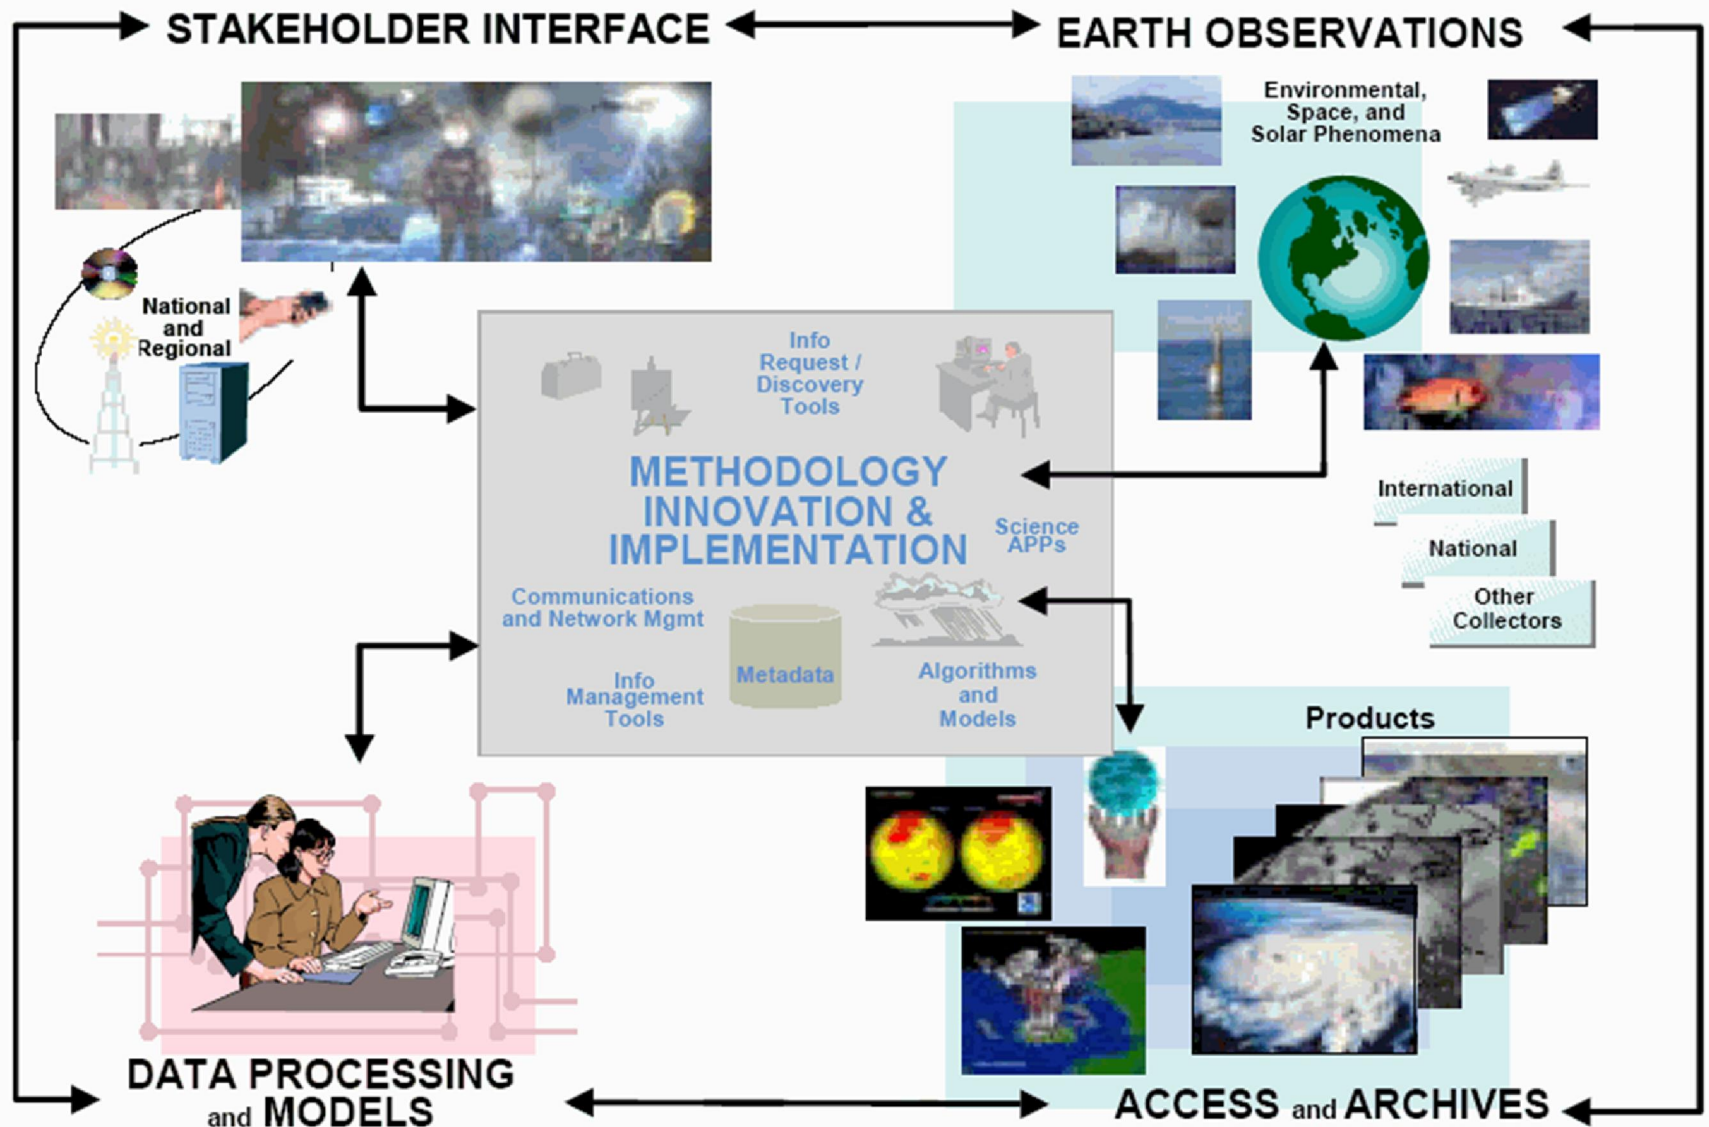 STAKEHOLDER INTERFACE
EARTH OBSERVATIONS
Environmental,
Space, and
Solar Phenomena
National
and
Regional
Info
Request /
Discovery
Tools
METHODOLOGY
INNOVATION &
IMPLEMENTATION
Science
APPs
International
National
Other
Collectors
Communications
and Network Mgmt
Metadata
Info
Management
Tools
Algorithms
and
Models
Products
DATA PROCESSING
and MODELS
ACCESS and ARCHIVES